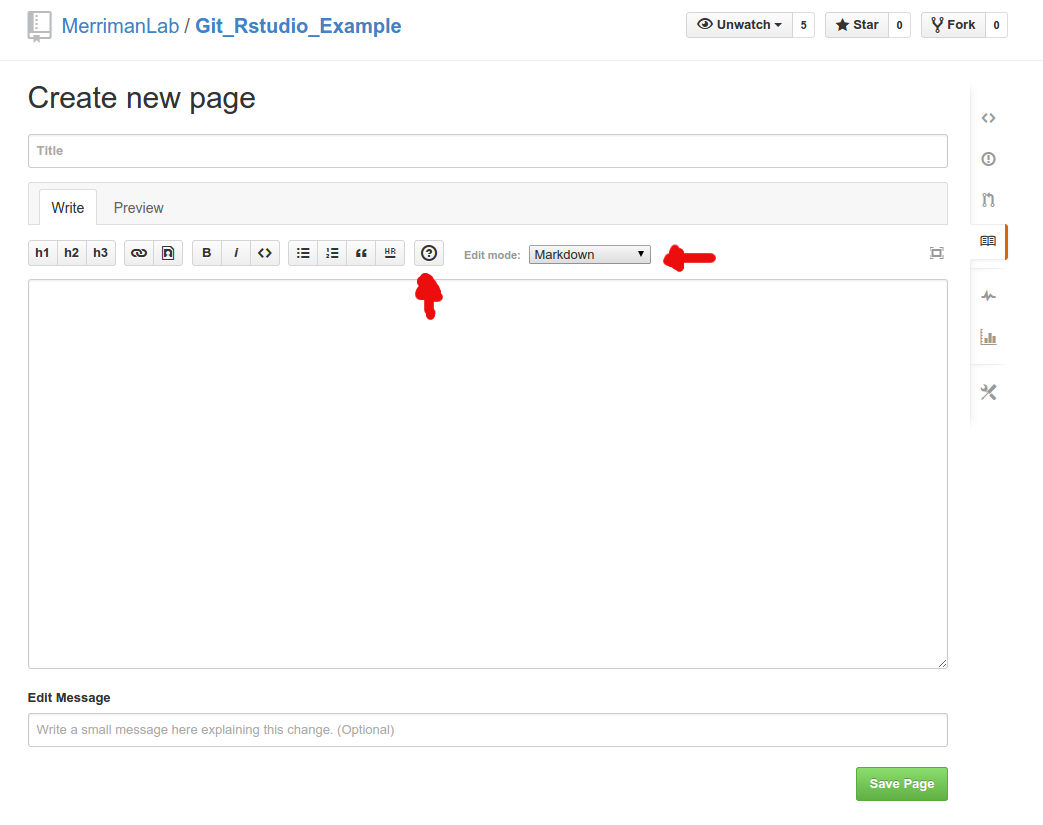 MerrimanLab / Git_Rstudio_Example
Unwatch 5 Star 0 Fork 0
Create new page
Title
Write Preview
h1 h2 h3 B i <> “ HR ? Edit mode: Markdown
Edit Message
Write a small message here explaining this change. (Optional)
Save Page